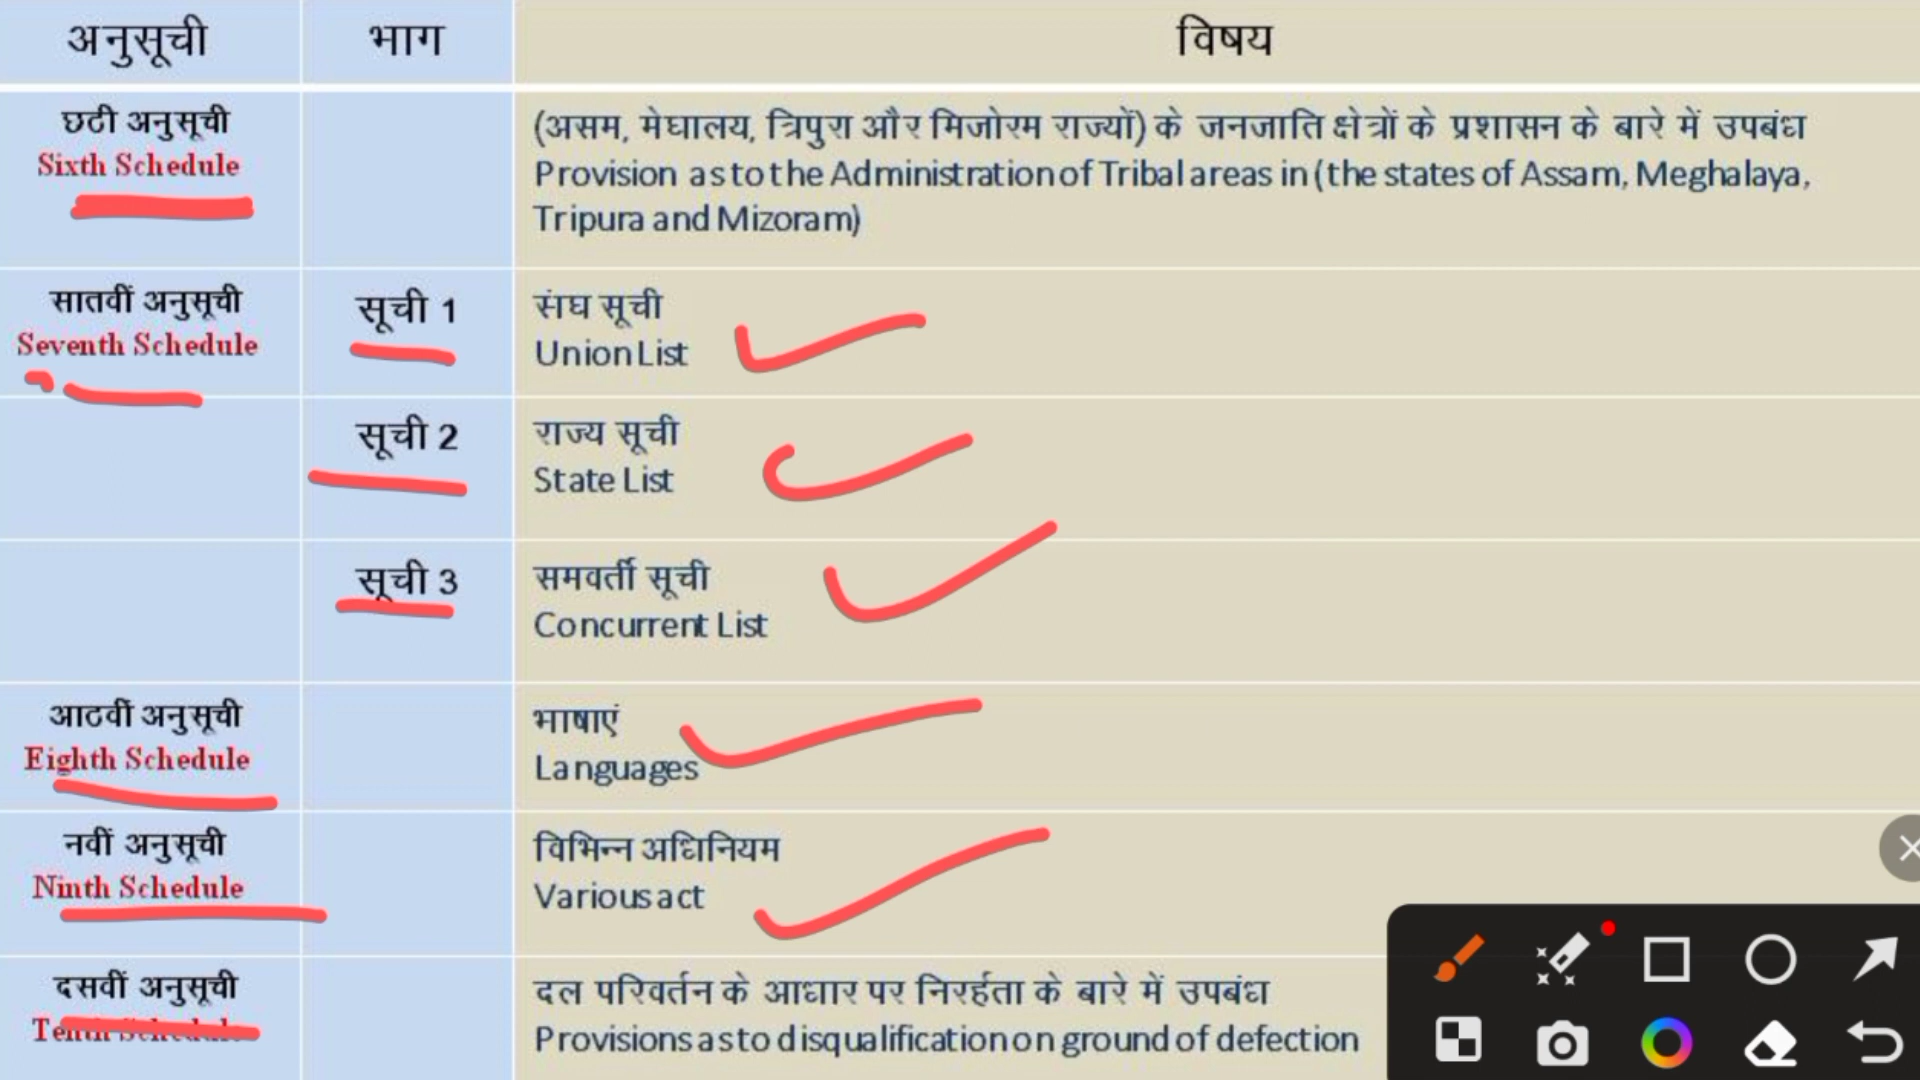 अनुसूची भाग विषय
छठी अनुसूची
Sixth Schedule
(असम, मेघालय, त्रिपुरा और मिजोरम राज्यों) के जनजाति क्षेत्रों के प्रशासन के बारे में उपबंध
Provision as to the Administration of Tribal areas in (the states of Assam, Meghalaya,
Tripura and Mizoram)
सातवीं अनुसूची
Seventh Schedule
सूची 1
संघ सूची
Union List
सूची 2
राज्य सूची
State List
सूची 3
समवर्ती सूची
Concurrent List
आठवीं अनुसूची
Eighth Schedule
भाषाएं
Languages
नवीं अनुसूची
Ninth Schedule
विभिन्न अधिनियम
Various act
दसवीं अनुसूची
Tenth Schedule
दल परिवर्तन के आधार पर निरर्हता के बारे में उपबंध
Provisions as to disqualification on ground of defection